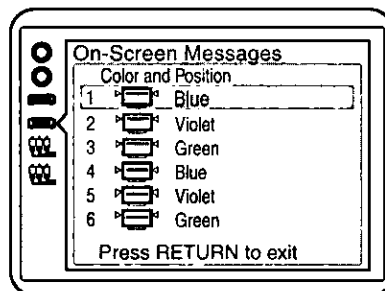 On-Screen Messages
Color and Position
1 Blue
2 Violet
3 Green
4 Blue
5 Violet
6 Green
Press RETURN to exit